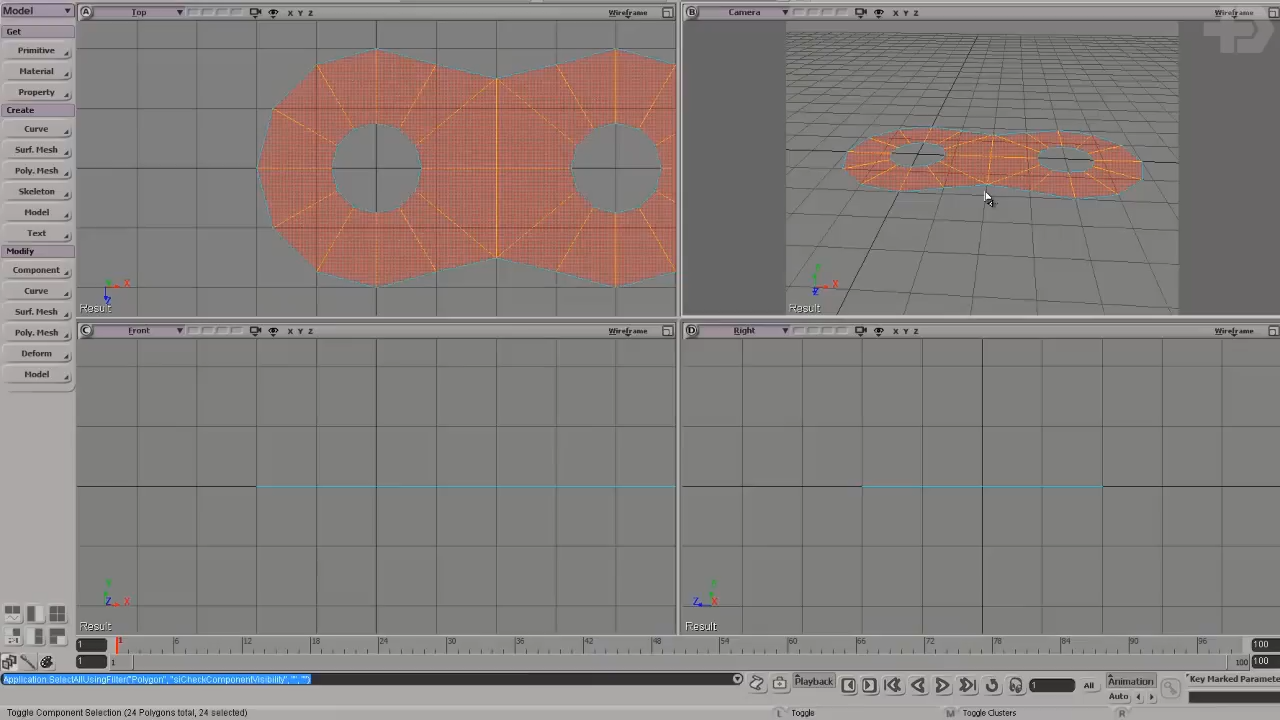 Model
Get
Primitive
Material
Property
Create
Curve
Surf. Mesh
Poly. Mesh
Skeleton
Model
Text
Modify
Component
Curve
Surf. Mesh
Poly. Mesh
Deform
Model
A Top X Y Z Wireframe
Y X Z
Result
B Camera X Y Z Wireframe
Y X Z
Result
C Front X Y Z Wireframe
Y Z X
Result
D Right X Y Z Wireframe
Y Z X
Result
1 1 6 12 18 24 30 36 42 48 54 60 66 72 78 84 90 96 100
1 1 100 100
Application.SelectAllUsingFilter("Polygon", "siCheckComponentVisibility", "", "")
Playback 1 All Animation Key Marked Paramete
Auto
Toggle Component Selection (24 Polygons total, 24 selected) L Toggle M Toggle Clusters R